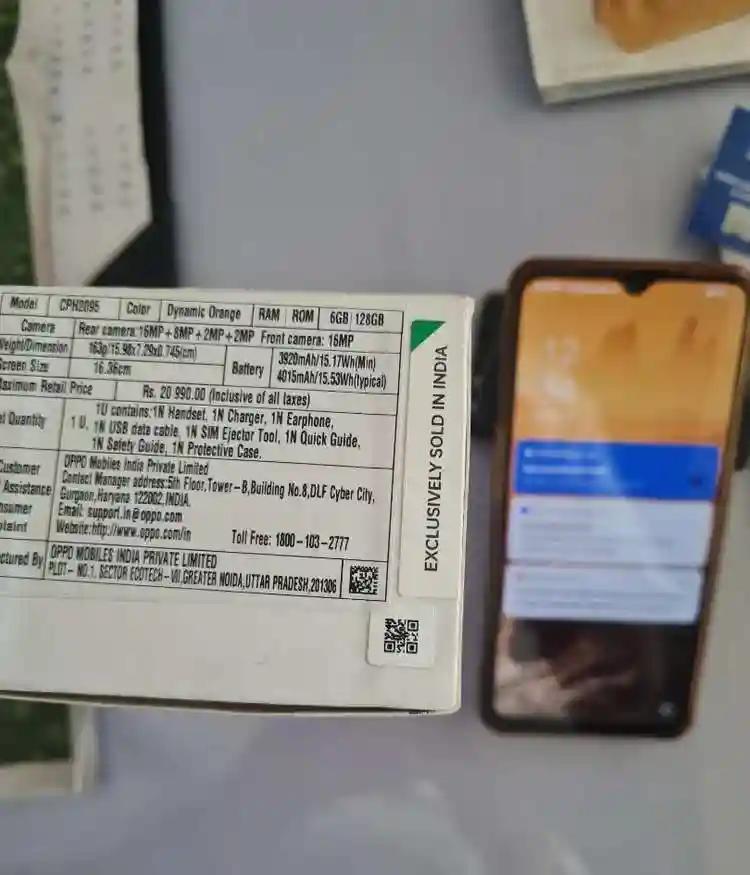 Model CPH2095 Color Dynamic Orange RAM ROM 6GB 128GB
Camera Rear camera:16MP+8MP+2MP+2MP Front camera: 16MP
Weight/Dimension 163g/15.98x7.29x0.745(cm) Battery 3920mAh/15.17Wh(Min)
Screen Size 16.36cm 4015mAh/15.53Wh(typical)
aximum Retail Price Rs. 20 990.00 (Inclusive of all taxes)
et Quantity 1 U, 1U contains:1N Handset, 1N Charger, 1N Earphone,
1N USB data cable, 1N SIM Ejector Tool, 1N Quick Guide,
1N Safety Guide, 1N Protective Case.
Customer OPPO Mobiles India Private Limited
Assistance Contact Manager address:5th Floor,Tower-B,Building No.8,DLF Cyber City,
nsumer Gurgaon,Haryana 122002,INDIA.
plaint Email: support.in@oppo.com
Website:http://www.oppo.com/in Toll Free: 1800-103-2777
ctured By OPPO MOBILES INDIA PRIVATE LIMITED
PLOT- NO.1, SECTOR ECOTECH-VII,GREATER NOIDA,UTTAR PRADESH,201306
EXCLUSIVELY SOLD IN INDIA